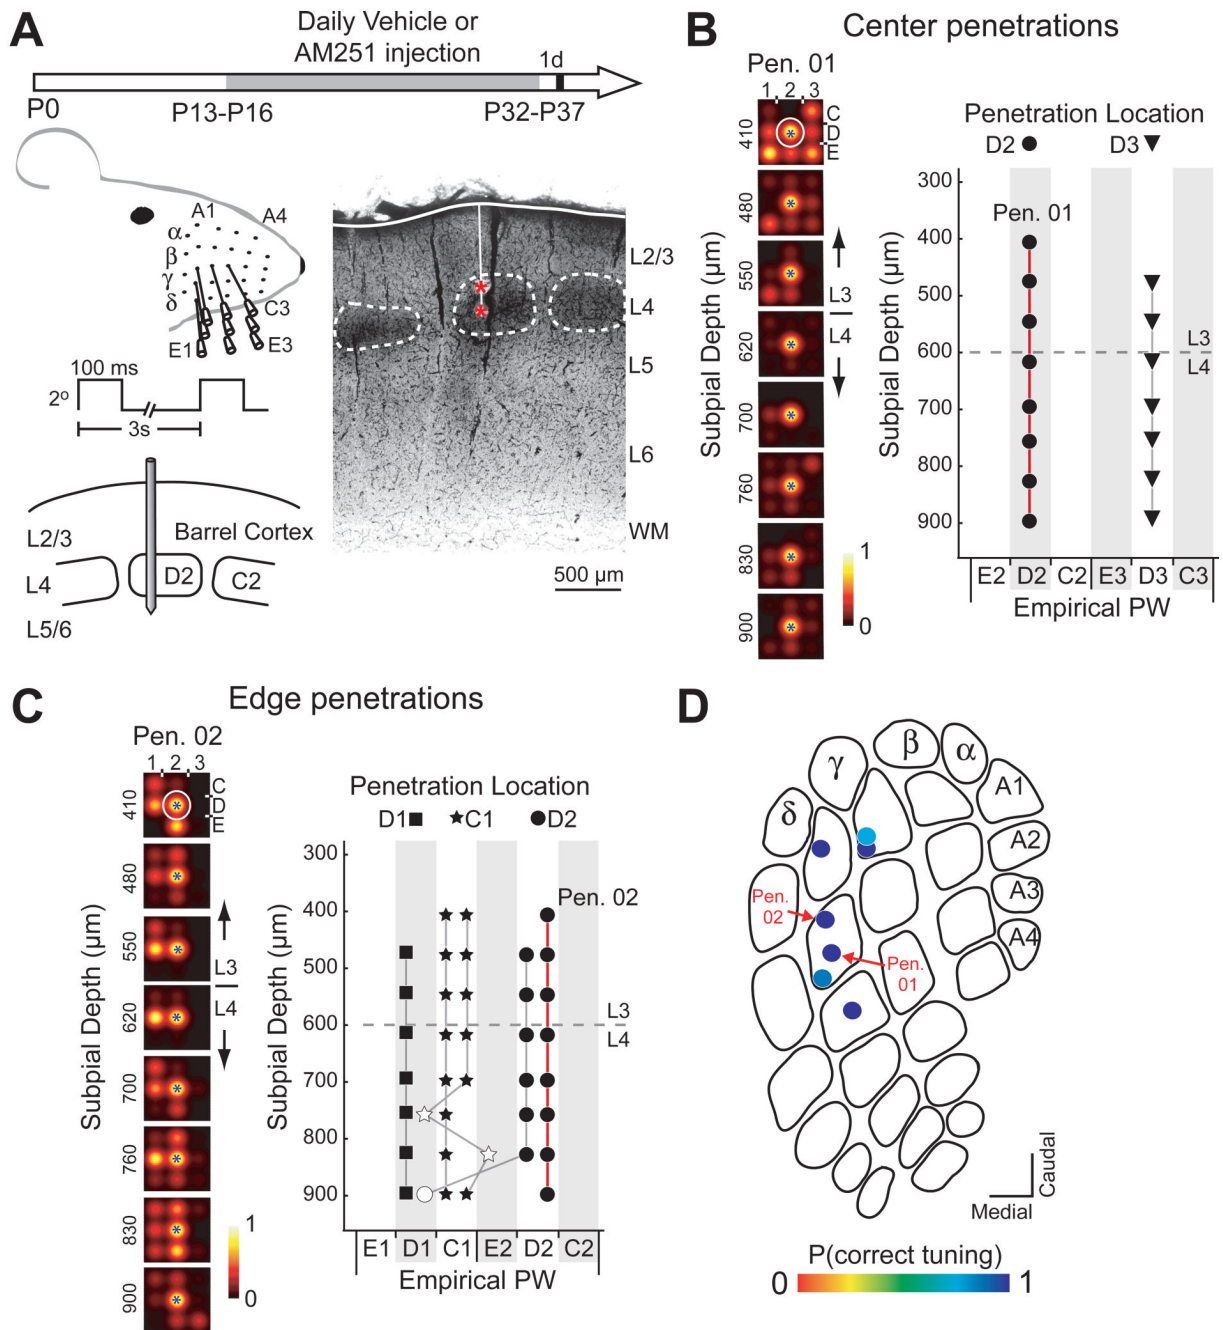 A
Daily Vehicle or
AM251 injection
1d
P0
P13-P16
P32-P37
A1
A4
α
β
γ
δ
C3
E1
E3
100 ms
2°
3s
L2/3
Barrel Cortex
L4
D2
C2
L5/6
L2/3
L4
L5
L6
WM
500 µm
B
Center penetrations
Pen. 01
1 2 3
C
D
E
410
480
550
620
700
760
830
900
Subpial Depth (µm)
L3
L4
1
0
Penetration Location
D2 D3
Pen. 01
300
400
500
600
700
800
900
Subpial Depth (µm)
L3
L4
E2 D2 C2 E3 D3 C3
Empirical PW
C
Edge penetrations
Pen. 02
1 2 3
C
D
E
410
480
550
620
700
760
830
900
Subpial Depth (µm)
L3
L4
1
0
Penetration Location
D1 C1 D2
Pen. 02
300
400
500
600
700
800
900
Subpial Depth (µm)
L3
L4
E1 D1 C1 E2 D2 C2
Empirical PW
D
β
α
γ
A1
δ
A2
A3
A4
Pen.
02
Pen.
01
Caudal
Medial
P(correct tuning)
0 1